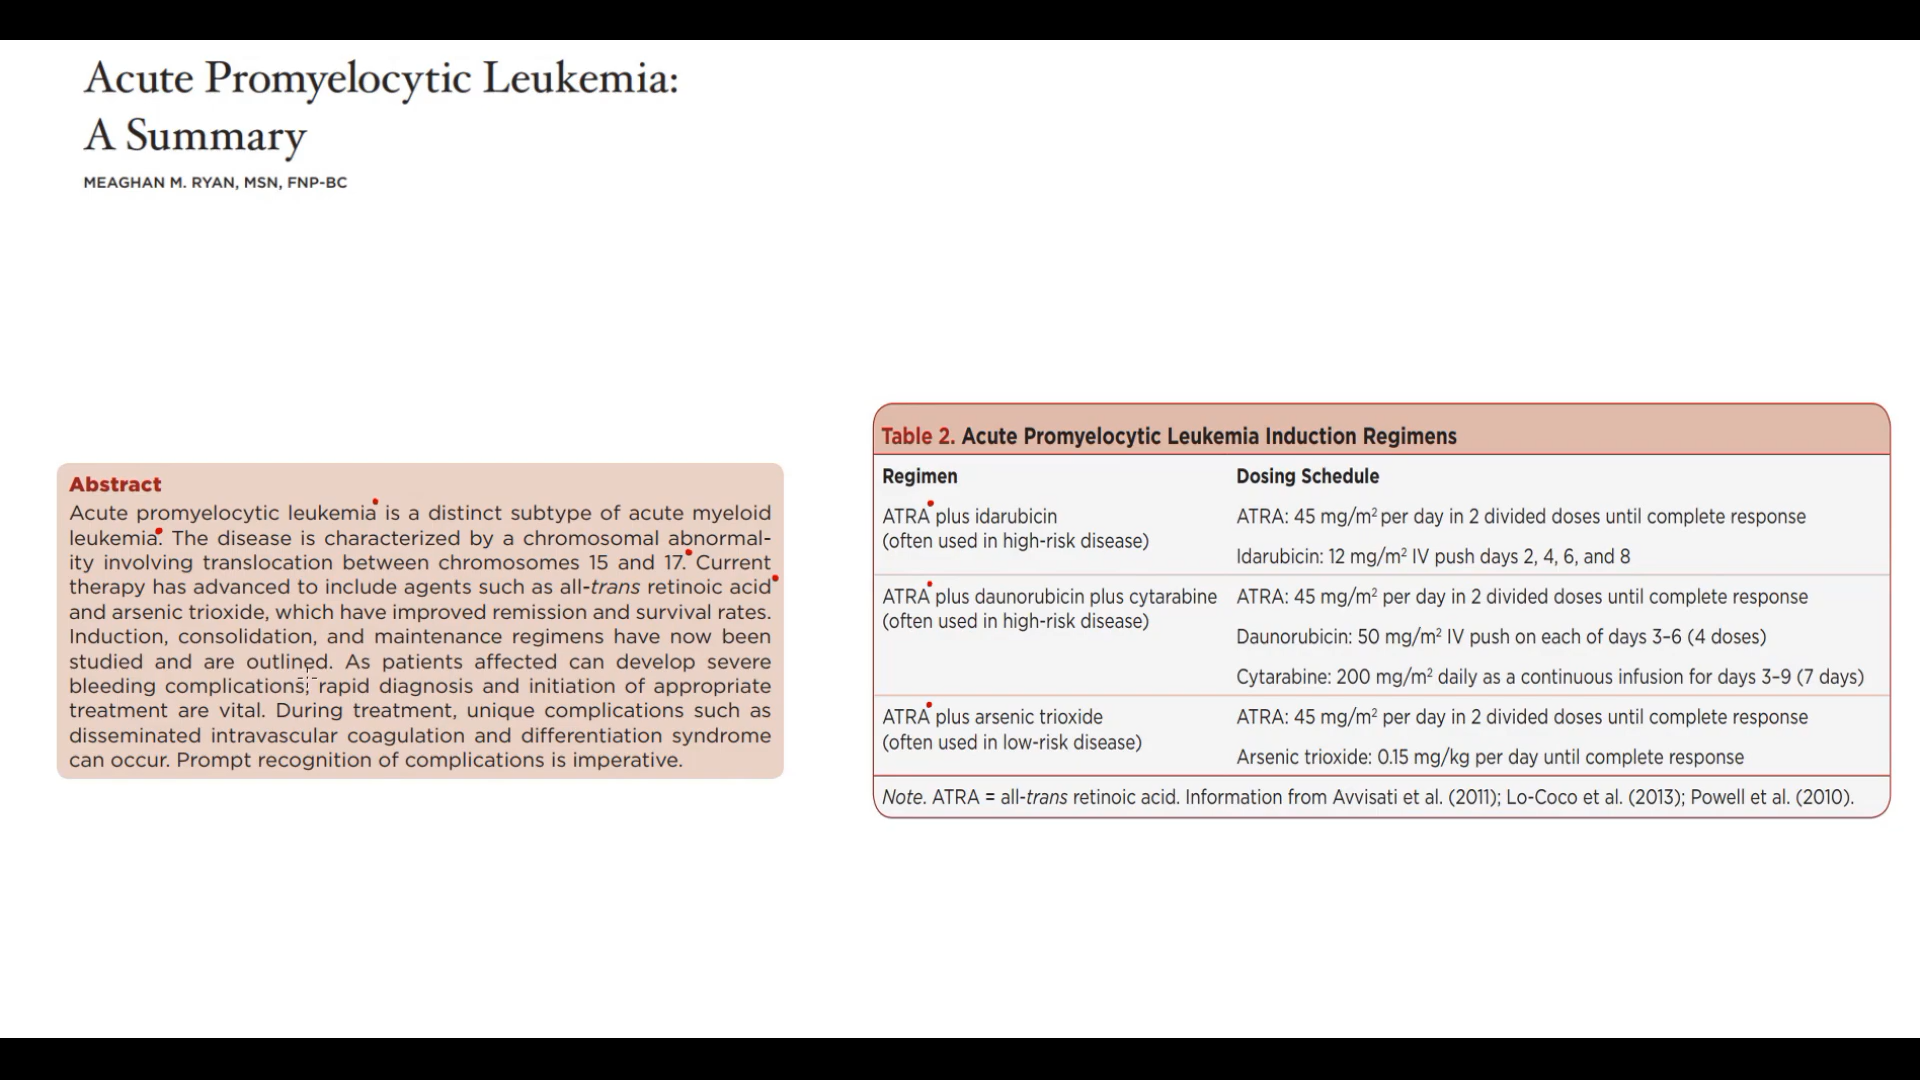 Acute Promyelocytic Leukemia:
A Summary
MEAGHAN M. RYAN, MSN, FNP-BC
Abstract
Acute promyelocytic leukemia is a distinct subtype of acute myeloid
leukemia. The disease is characterized by a chromosomal abnormal-
ity involving translocation between chromosomes 15 and 17. Current
therapy has advanced to include agents such as all-trans retinoic acid
and arsenic trioxide, which have improved remission and survival rates.
Induction, consolidation, and maintenance regimens have now been
studied and are outlined. As patients affected can develop severe
bleeding complications, rapid diagnosis and initiation of appropriate
treatment are vital. During treatment, unique complications such as
disseminated intravascular coagulation and differentiation syndrome
can occur. Prompt recognition of complications is imperative.
Table 2. Acute Promyelocytic Leukemia Induction Regimens
Regimen Dosing Schedule
ATRA plus idarubicin ATRA: 45 mg/m² per day in 2 divided doses until complete response
(often used in high-risk disease)
Idarubicin: 12 mg/m² IV push days 2, 4, 6, and 8
ATRA plus daunorubicin plus cytarabine ATRA: 45 mg/m² per day in 2 divided doses until complete response
(often used in high-risk disease)
Daunorubicin: 50 mg/m² IV push on each of days 3–6 (4 doses)
Cytarabine: 200 mg/m² daily as a continuous infusion for days 3–9 (7 days)
ATRA plus arsenic trioxide ATRA: 45 mg/m² per day in 2 divided doses until complete response
(often used in low-risk disease)
Arsenic trioxide: 0.15 mg/kg per day until complete response
Note. ATRA = all-trans retinoic acid. Information from Avvisati et al. (2011); Lo-Coco et al. (2013); Powell et al. (2010).